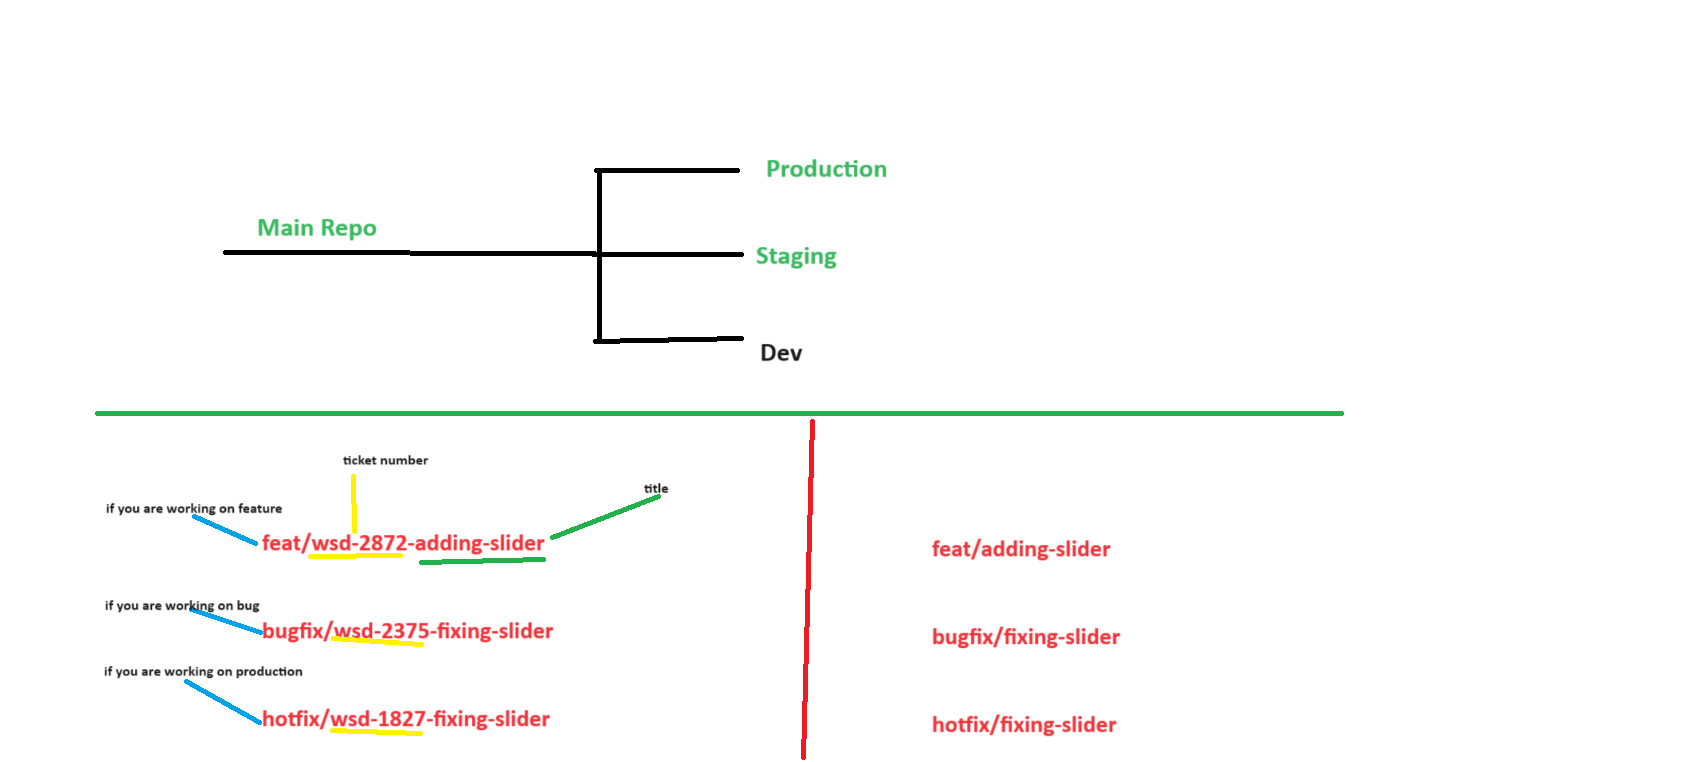 Production
Main Repo
Staging
Dev
ticket number
title
if you are working on feature
feat/wsd-2872-adding-slider
feat/adding-slider
if you are working on bug
bugfix/wsd-2375-fixing-slider
bugfix/fixing-slider
if you are working on production
hotfix/wsd-1827-fixing-slider
hotfix/fixing-slider